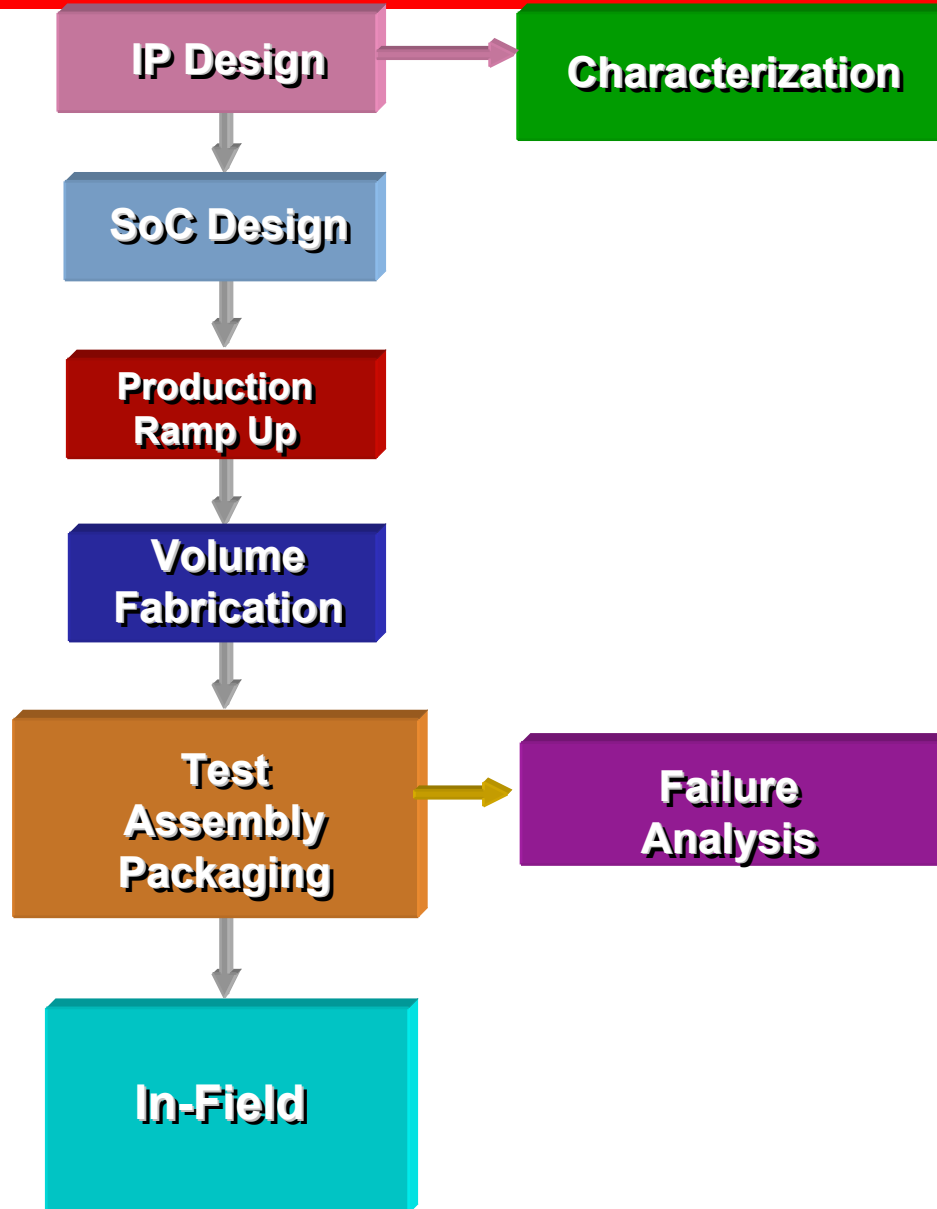 IP Design
Characterization
SoC Design
Production
Ramp Up
Volume
Fabrication
Test
Assembly
Packaging
Failure
Analysis
In-Field